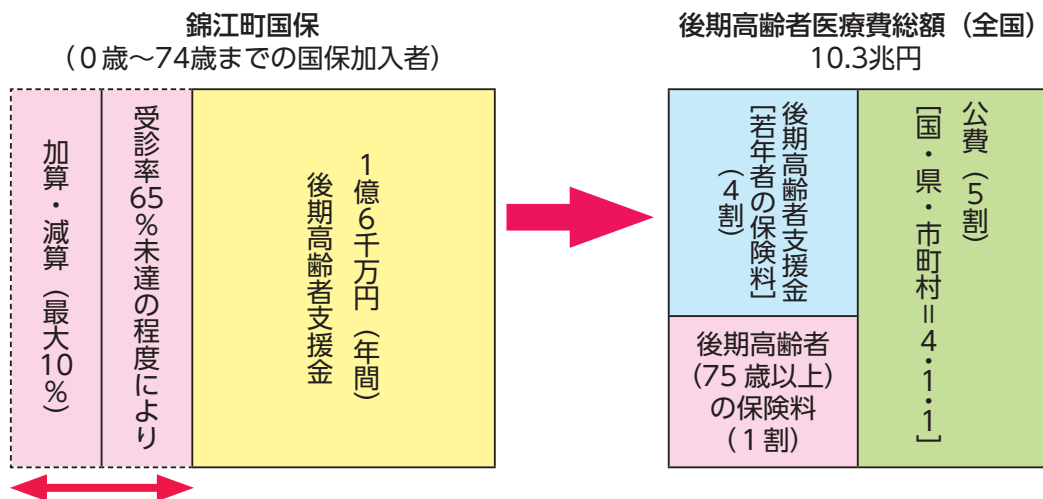 錦江町国保
（0歳～74歳までの国保加入者）
受診率65％未達の程度により
加算・減算（最大10％）
1億6千万円（年間）
後期高齢者支援金
後期高齢者医療費総額（全国）
10.3兆円
後期高齢者支援金
［若年者の保険料］
（4割）
後期高齢者
（75歳以上）
の保険料
（1割）
公費（5割）
［国・県・市町村＝4・1・1］